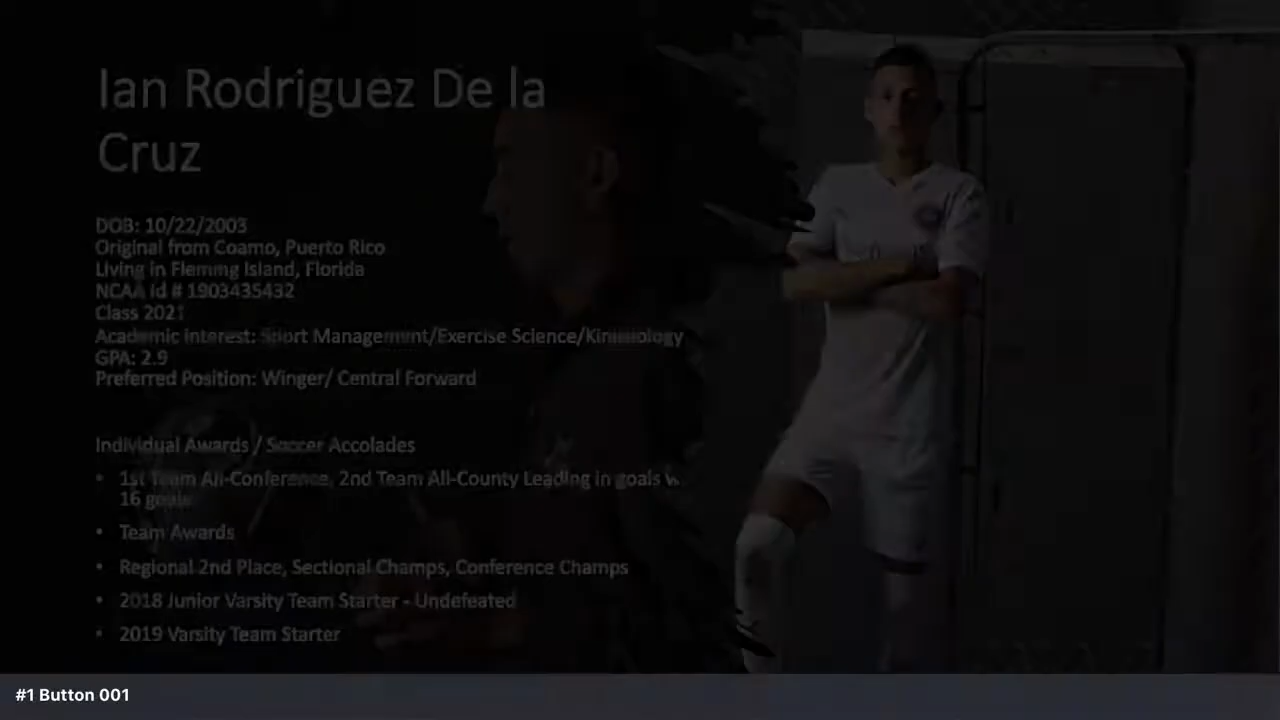 Ian Rodriguez De la
Cruz
DOB: 10/22/2003
Original from Coamo, Puerto Rico
Living in Fleming Island, Florida
NCAA id # 1903435432
Class 2021
Academic interest: Sport Management/Exercise Science/Kinesiology
GPA: 2.9
Preferred Position: Winger/ Central Forward
Individual Awards / Soccer Accolades
• 1st Team All-Conference, 2nd Team All-County Leading in goals w
16 goals
• Team Awards
• Regional 2nd Place, Sectional Champs, Conference Champs
• 2018 Junior Varsity Team Starter - Undefeated
• 2019 Varsity Team Starter
#1 Button 001